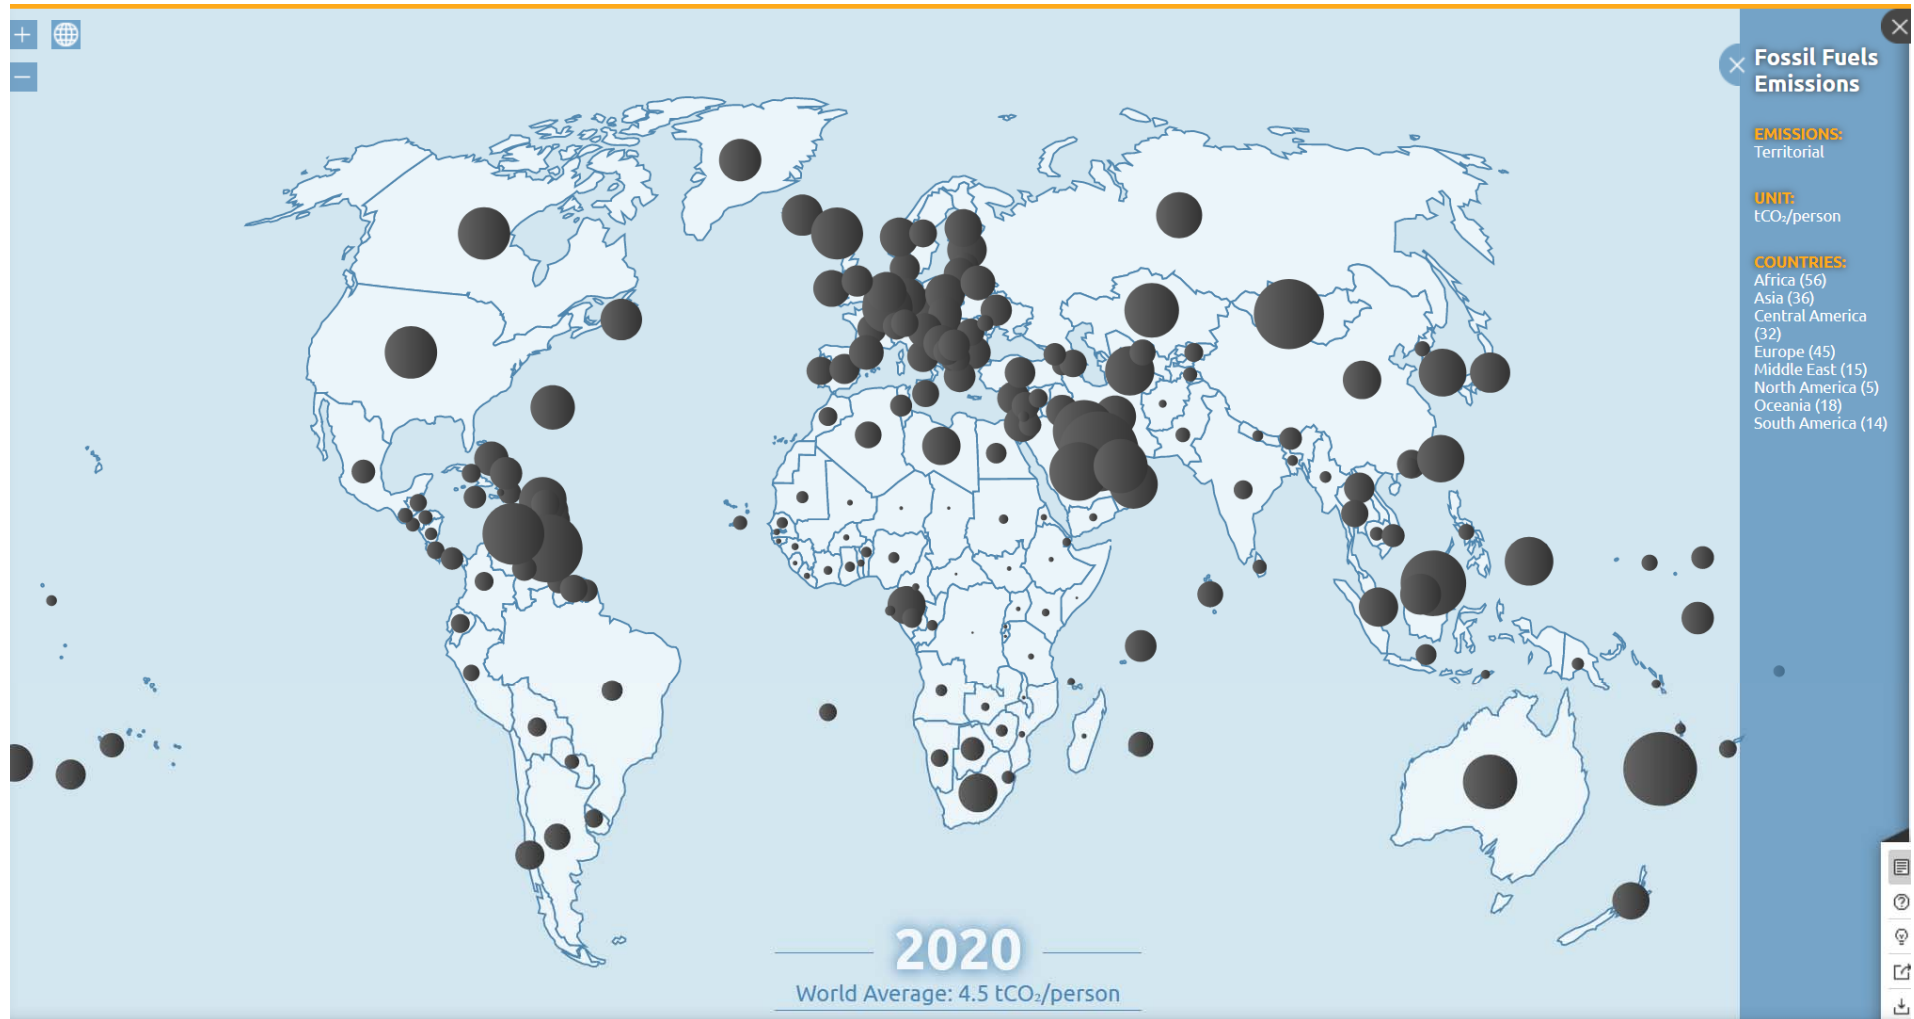 Fossil Fuels
Emissions
EMISSIONS:
Territorial
UNIT:
tCO₂/person
COUNTRIES:
Africa (56)
Asia (36)
Central America
(32)
Europe (45)
Middle East (15)
North America (5)
Oceania (18)
South America (14)
2020
World Average: 4.5 tCO₂/person